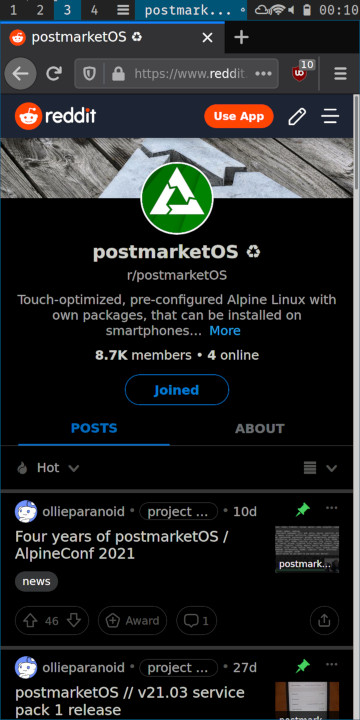 1 2 3 4 postmark... 00:10
postmarketOS ♻
https://www.reddit
10
reddit
Use App
postmarketOS ♻
r/postmarketOS
Touch-optimized, pre-configured Alpine Linux with
own packages, that can be installed on
smartphones... More
8.7K members • 4 online
Joined
POSTS ABOUT
Hot
ollieparanoid • project ... • 10d
Four years of postmarketOS /
AlpineConf 2021
postmark...
news
46 Award 1
ollieparanoid • project ... • 27d
postmarketOS // v21.03 service
pack 1 release